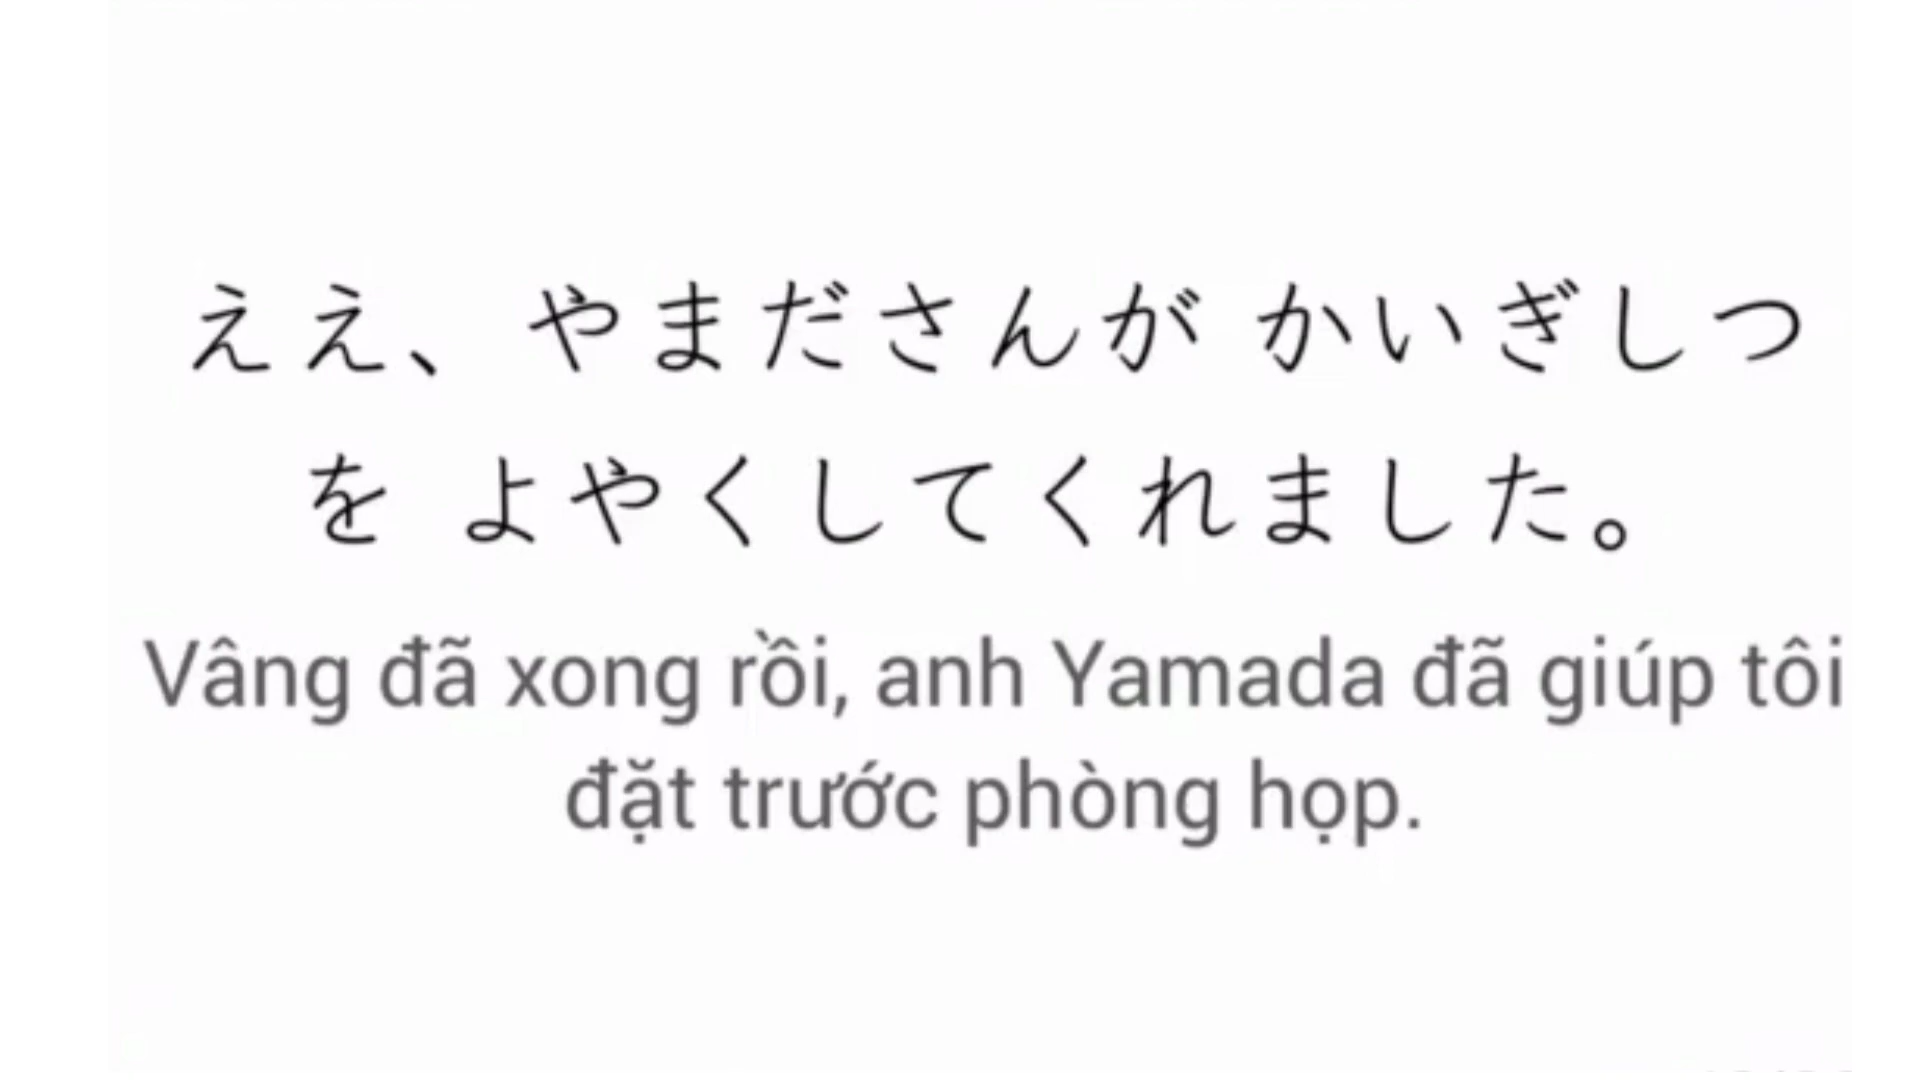 ええ、 やまださんが かいぎしつ
を よやくしてくれました。
Vâng đã xong rồi, anh Yamada đã giúp tôi
đặt trước phòng họp.